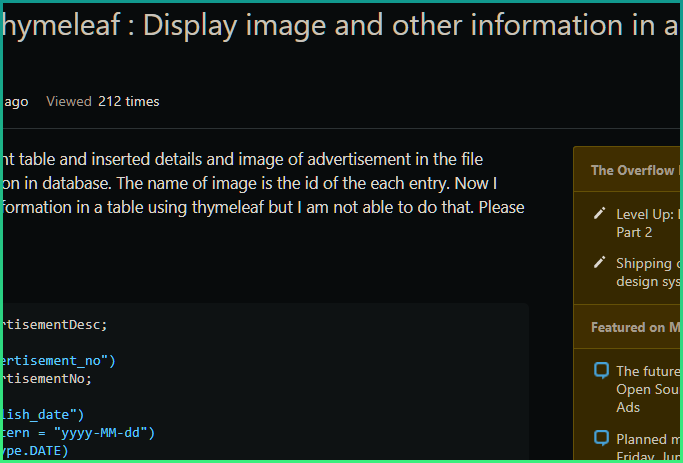 hymeleaf : Display image and other information in a
ago Viewed 212 times
nt table and inserted details and image of advertisement in the file
on in database. The name of image is the id of the each entry. Now I
formation in a table using thymeleaf but I am not able to do that. Please
rtisementDesc;
ertisement_no")
rtisementNo;
lish_date")
tern = "yyyy-MM-dd")
ype.DATE)
The Overflow
Level Up:
Part 2
Shipping
design sys
Featured on M
The future
Open Sou
Ads
Planned m
Friday, Jun